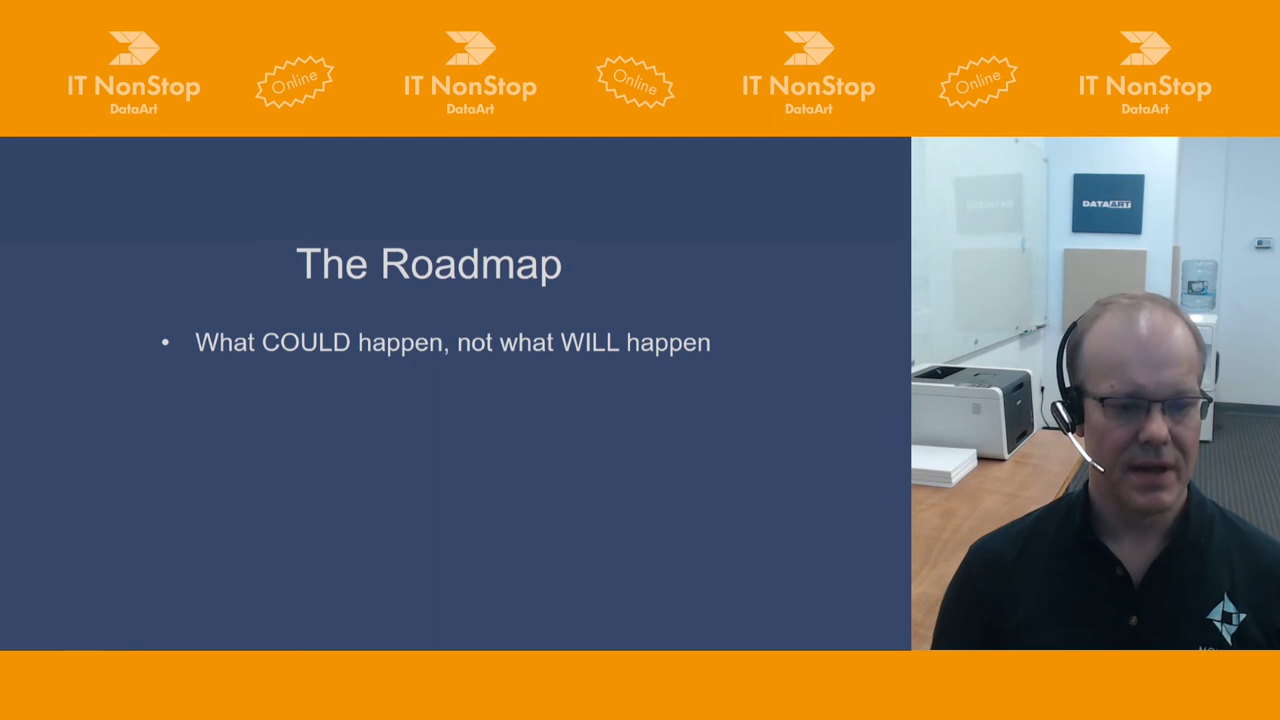 IT NonStop
DataArt
Online
IT NonStop
DataArt
Online
IT NonStop
DataArt
Online
IT NonStop
DataArt
The Roadmap
• What COULD happen, not what WILL happen
DATAART